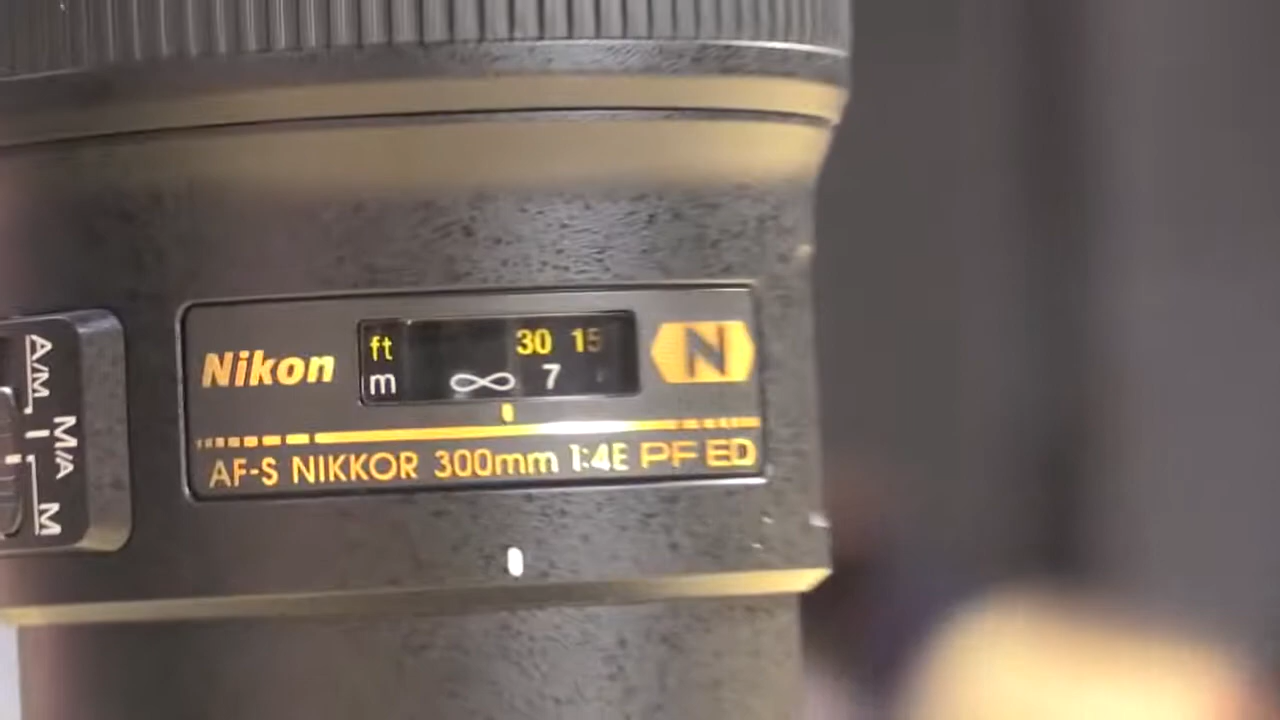 A/M
M/A
M
Nikon
ft 30 15
m ∞ 7
N
AF-S NIKKOR 300mm 1:4E PF ED